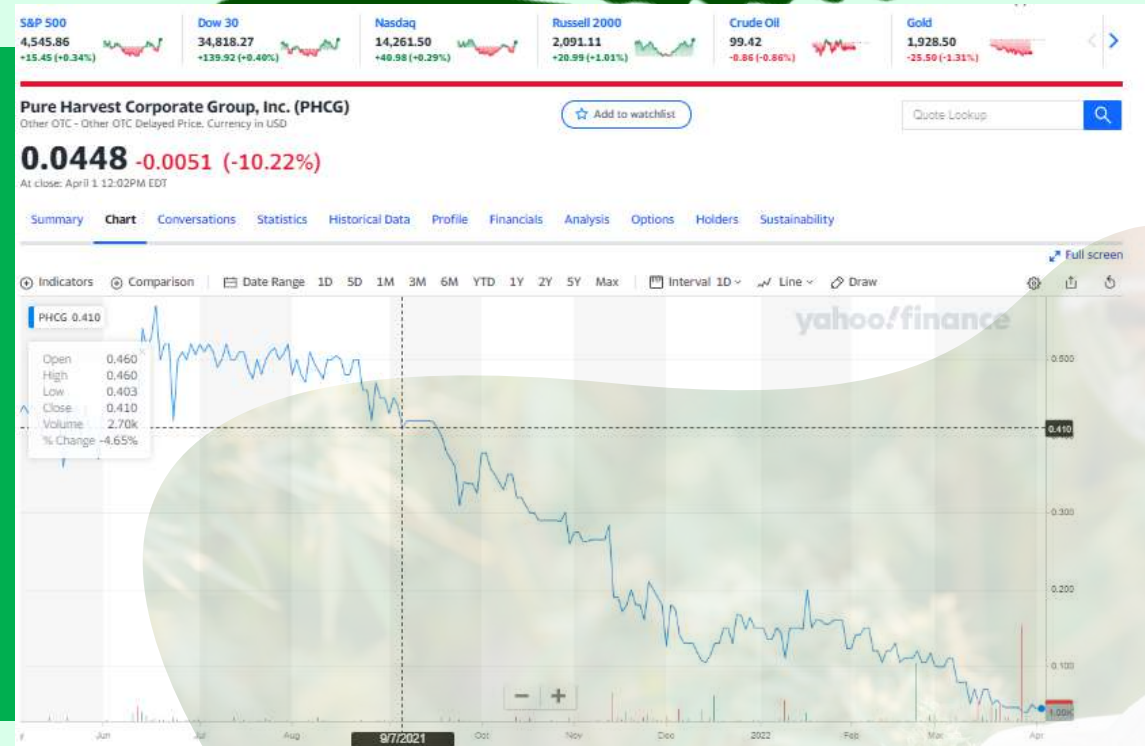 S&P 500 Dow 30 Nasdaq Russell 2000 Crude Oil Gold
4,545.86 34,818.27 14,261.50 2,091.11 99.42 1,928.50
+15.45 (+0.34%) +139.92 (+0.40%) +40.98 (+0.29%) +20.99 (+1.01%) -0.86 (-0.86%) -25.50 (-1.31%)
Pure Harvest Corporate Group, Inc. (PHCG)
Other OTC - Other OTC Delayed Price. Currency in USD
Add to watchlist
Quote Lookup
0.0448 -0.0051 (-10.22%)
At close: April 1 12:02PM EDT
Summary Chart Conversations Statistics Historical Data Profile Financials Analysis Options Holders Sustainability
Full screen
Indicators Comparison Date Range 1D 5D 1M 3M 6M YTD 1Y 2Y 5Y Max Interval 1D Line Draw
PHCG 0.410
yahoo!finance
Open 0.460
High 0.460
Low 0.403
Close 0.410
Volume 2.70k
% Change -4.65%
0.500
0.410
0.300
0.200
0.100
1.00K
Jun Jul Aug 9/7/2021 Oct Nov Dec 2022 Feb Mar Apr